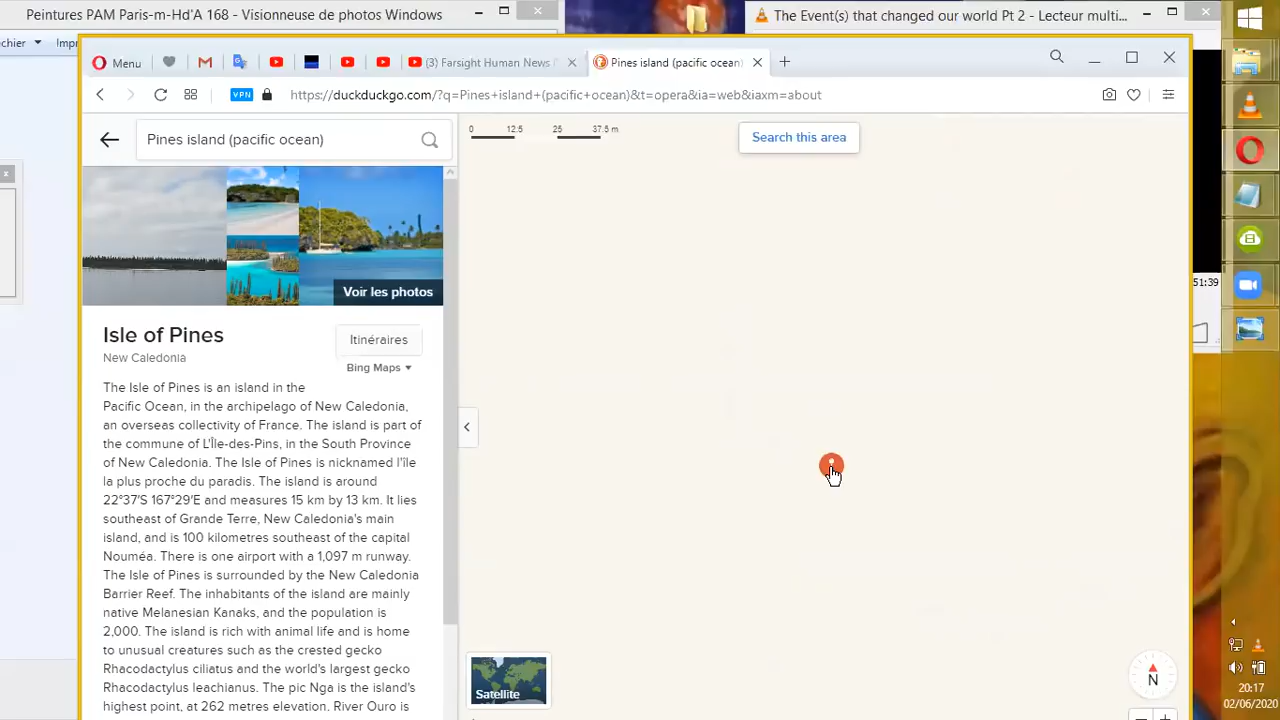 Peintures PAM Paris-m-Hd'A 168 - Visionneuse de photos Windows
The Event(s) that changed our world Pt 2 - Lecteur multi...
chier
Menu
(3) Farsight Human News
Pines island (pacific ocean)
VPN
https://duckduckgo.com/?q=Pines+island+(pacific+ocean)&t=opera&ia=web&iaxm=about
Pines island (pacific ocean)
0 12.5 25 37.5 m
Search this area
Voir les photos
Isle of Pines
Itinéraires
New Caledonia
Bing Maps
The Isle of Pines is an island in the
Pacific Ocean, in the archipelago of New Caledonia,
an overseas collectivity of France. The island is part of
the commune of L'Île-des-Pins, in the South Province
of New Caledonia. The Isle of Pines is nicknamed l'île
la plus proche du paradis. The island is around
22°37'S 167°29'E and measures 15 km by 13 km. It lies
southeast of Grande Terre, New Caledonia's main
island, and is 100 kilometres southeast of the capital
Nouméa. There is one airport with a 1,097 m runway.
The Isle of Pines is surrounded by the New Caledonia
Barrier Reef. The inhabitants of the island are mainly
native Melanesian Kanaks, and the population is
2,000. The island is rich with animal life and is home
to unusual creatures such as the crested gecko
Rhacodactylus ciliatus and the world's largest gecko
Rhacodactylus leachianus. The pic Nga is the island's
highest point, at 262 metres elevation. River Ouro is
Satellite
N
51:39
20:17
02/06/2020